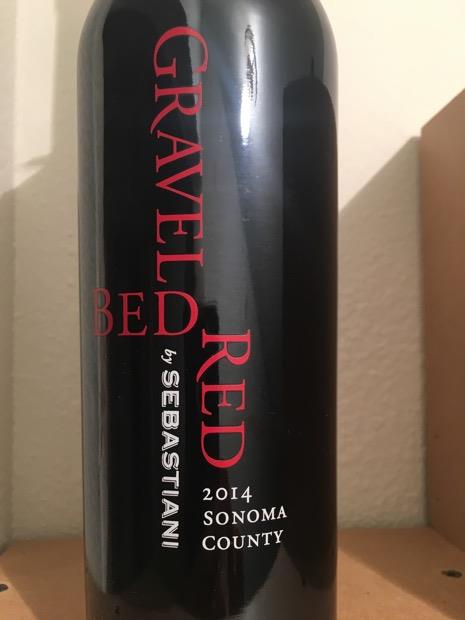 GRAVEL
BED
RED
by SEBASTIANI
2014
SONOMA
COUNTY